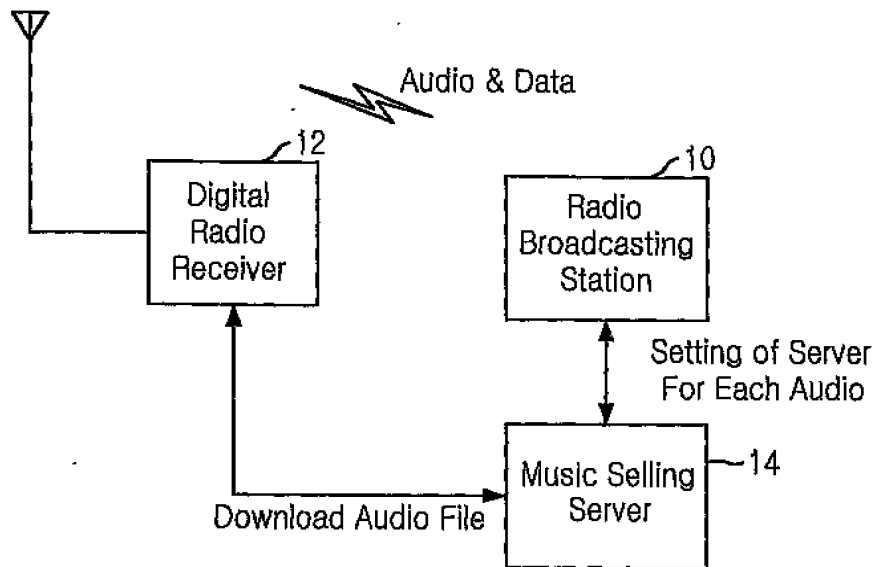 Audio & Data
12
Digital
Radio
Receiver
10
Radio
Broadcasting
Station
Setting of Server
For Each Audio
14
Music Selling
Server
Download Audio File